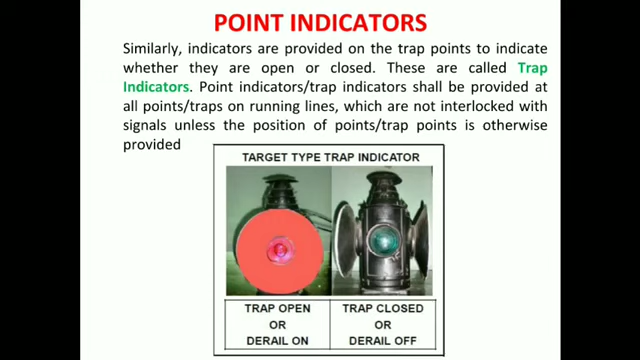 POINT INDICATORS
Similarly, indicators are provided on the trap points to indicate
whether they are open or closed. These are called Trap
Indicators. Point indicators/trap indicators shall be provided at
all points/traps on running lines, which are not interlocked with
signals unless the position of points/trap points is otherwise
provided
TARGET TYPE TRAP INDICATOR
TRAP OPEN
OR
DERAIL ON
TRAP CLOSED
OR
DERAIL OFF